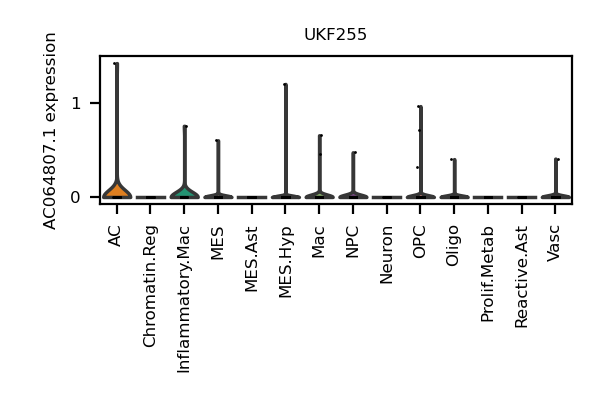 UKF255
AC064807.1 expression
1
0
AC
Chromatin.Reg
Inflammatory.Mac
MES
MES.Ast
MES.Hyp
Mac
NPC
Neuron
OPC
Oligo
Prolif.Metab
Reactive.Ast
Vasc